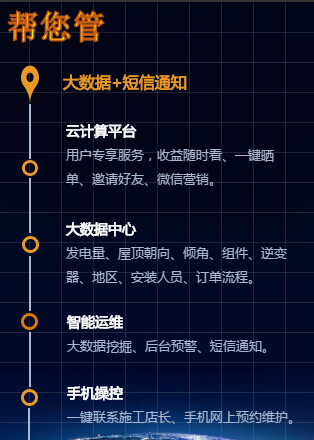 帮您管
大数据+短信通知
云计算平台
用户专享服务，收益随时看、一键晒
单、邀请好友、微信营销。
大数据中心
发电量、屋顶朝向、倾角、组件、逆变
器、地区、安装人员、订单流程。
智能运维
大数据挖掘、后台预警、短信通知。
手机操控
一键联系施工店长、手机网上预约维护。